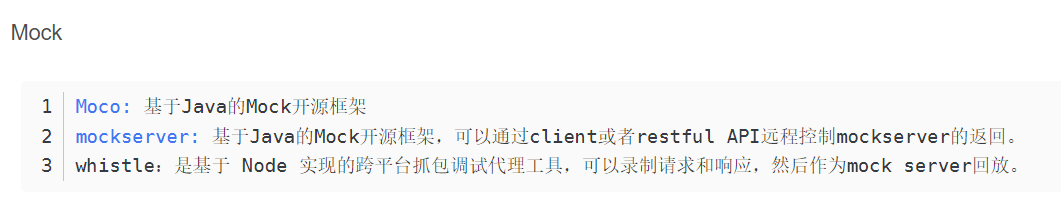 Mock
1 Moco: 基于Java的Mock开源框架
2 mockserver: 基于Java的Mock开源框架，可以通过client或者restful API远程控制mockserver的返回。
3 whistle：是基于 Node 实现的跨平台抓包调试代理工具，可以录制请求和响应，然后作为mock server回放。